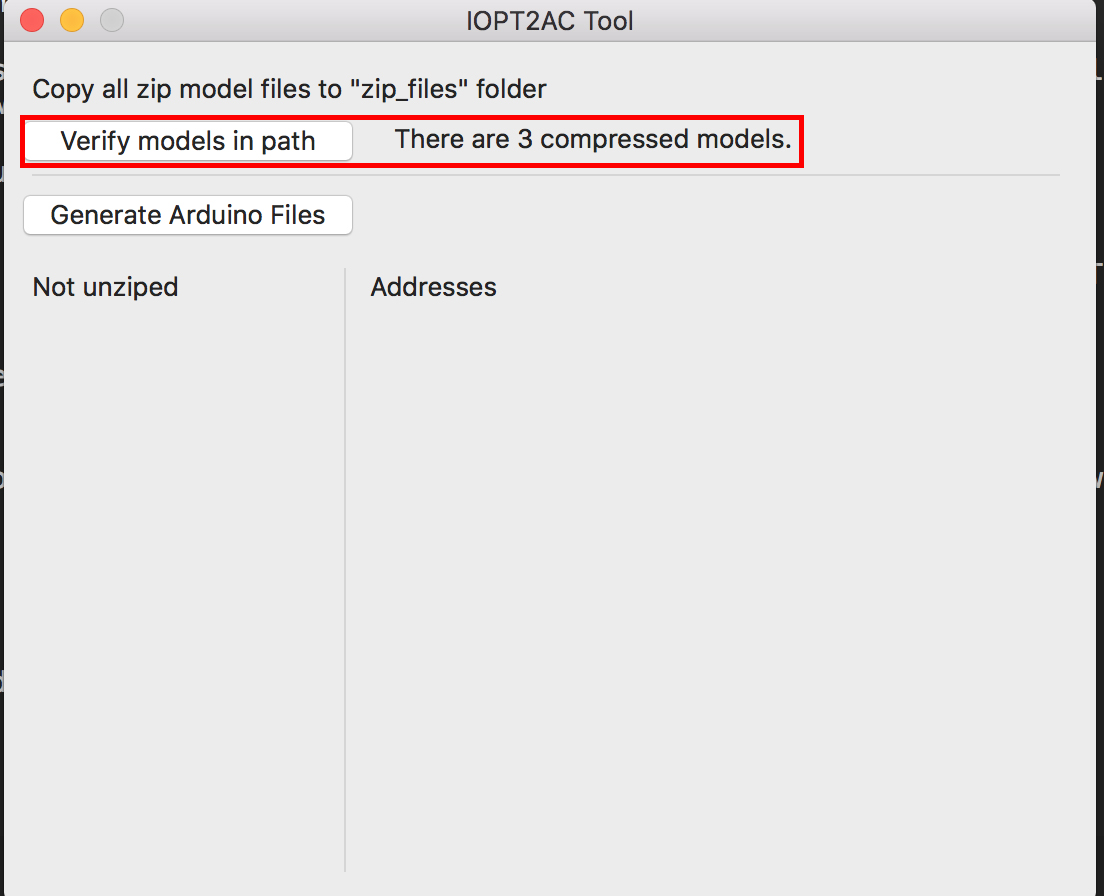 IOPT2AC Tool
Copy all zip model files to "zip_files" folder
Verify models in path
There are 3 compressed models.
Generate Arduino Files
Not unziped
Addresses